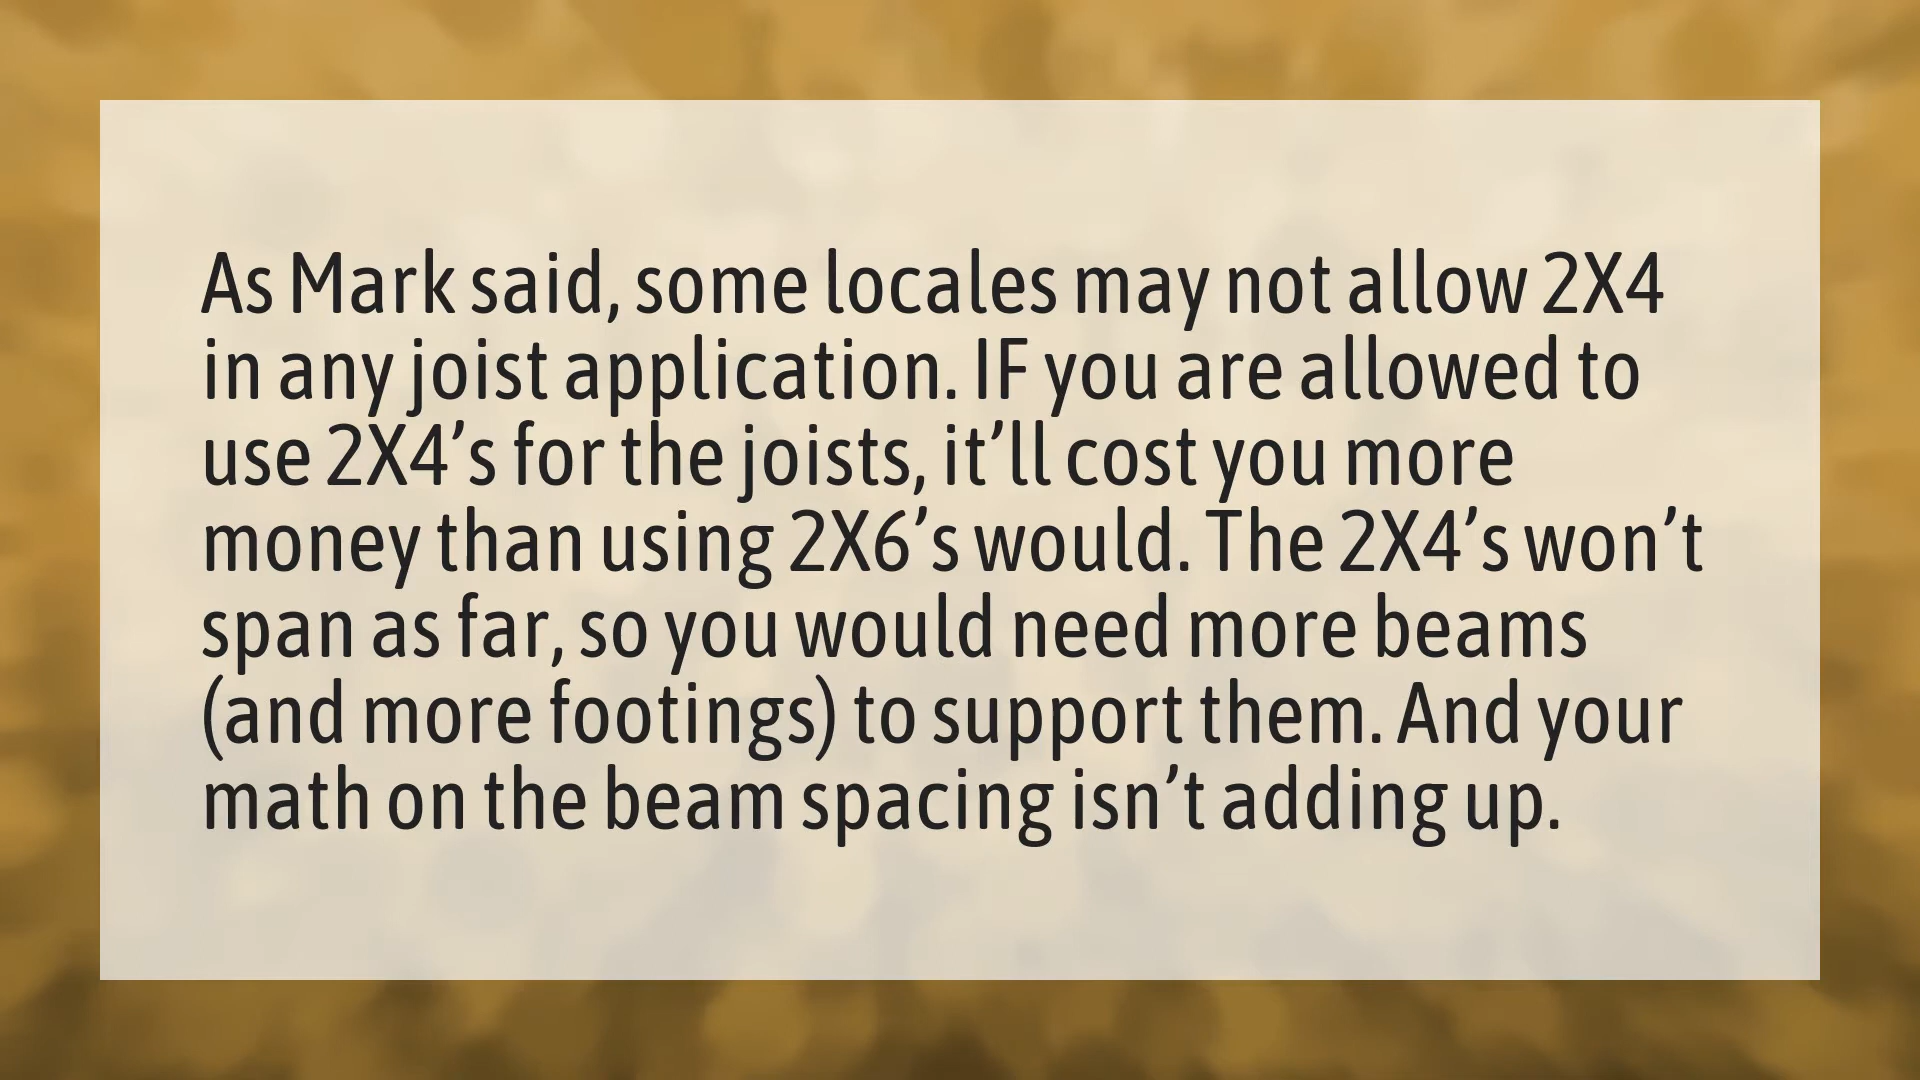 As Mark said, some locales may not allow 2X4
in any joist application. IF you are allowed to
use 2X4’s for the joists, it’ll cost you more
money than using 2X6’s would. The 2X4’s won’t
span as far, so you would need more beams
(and more footings) to support them. And your
math on the beam spacing isn’t adding up.